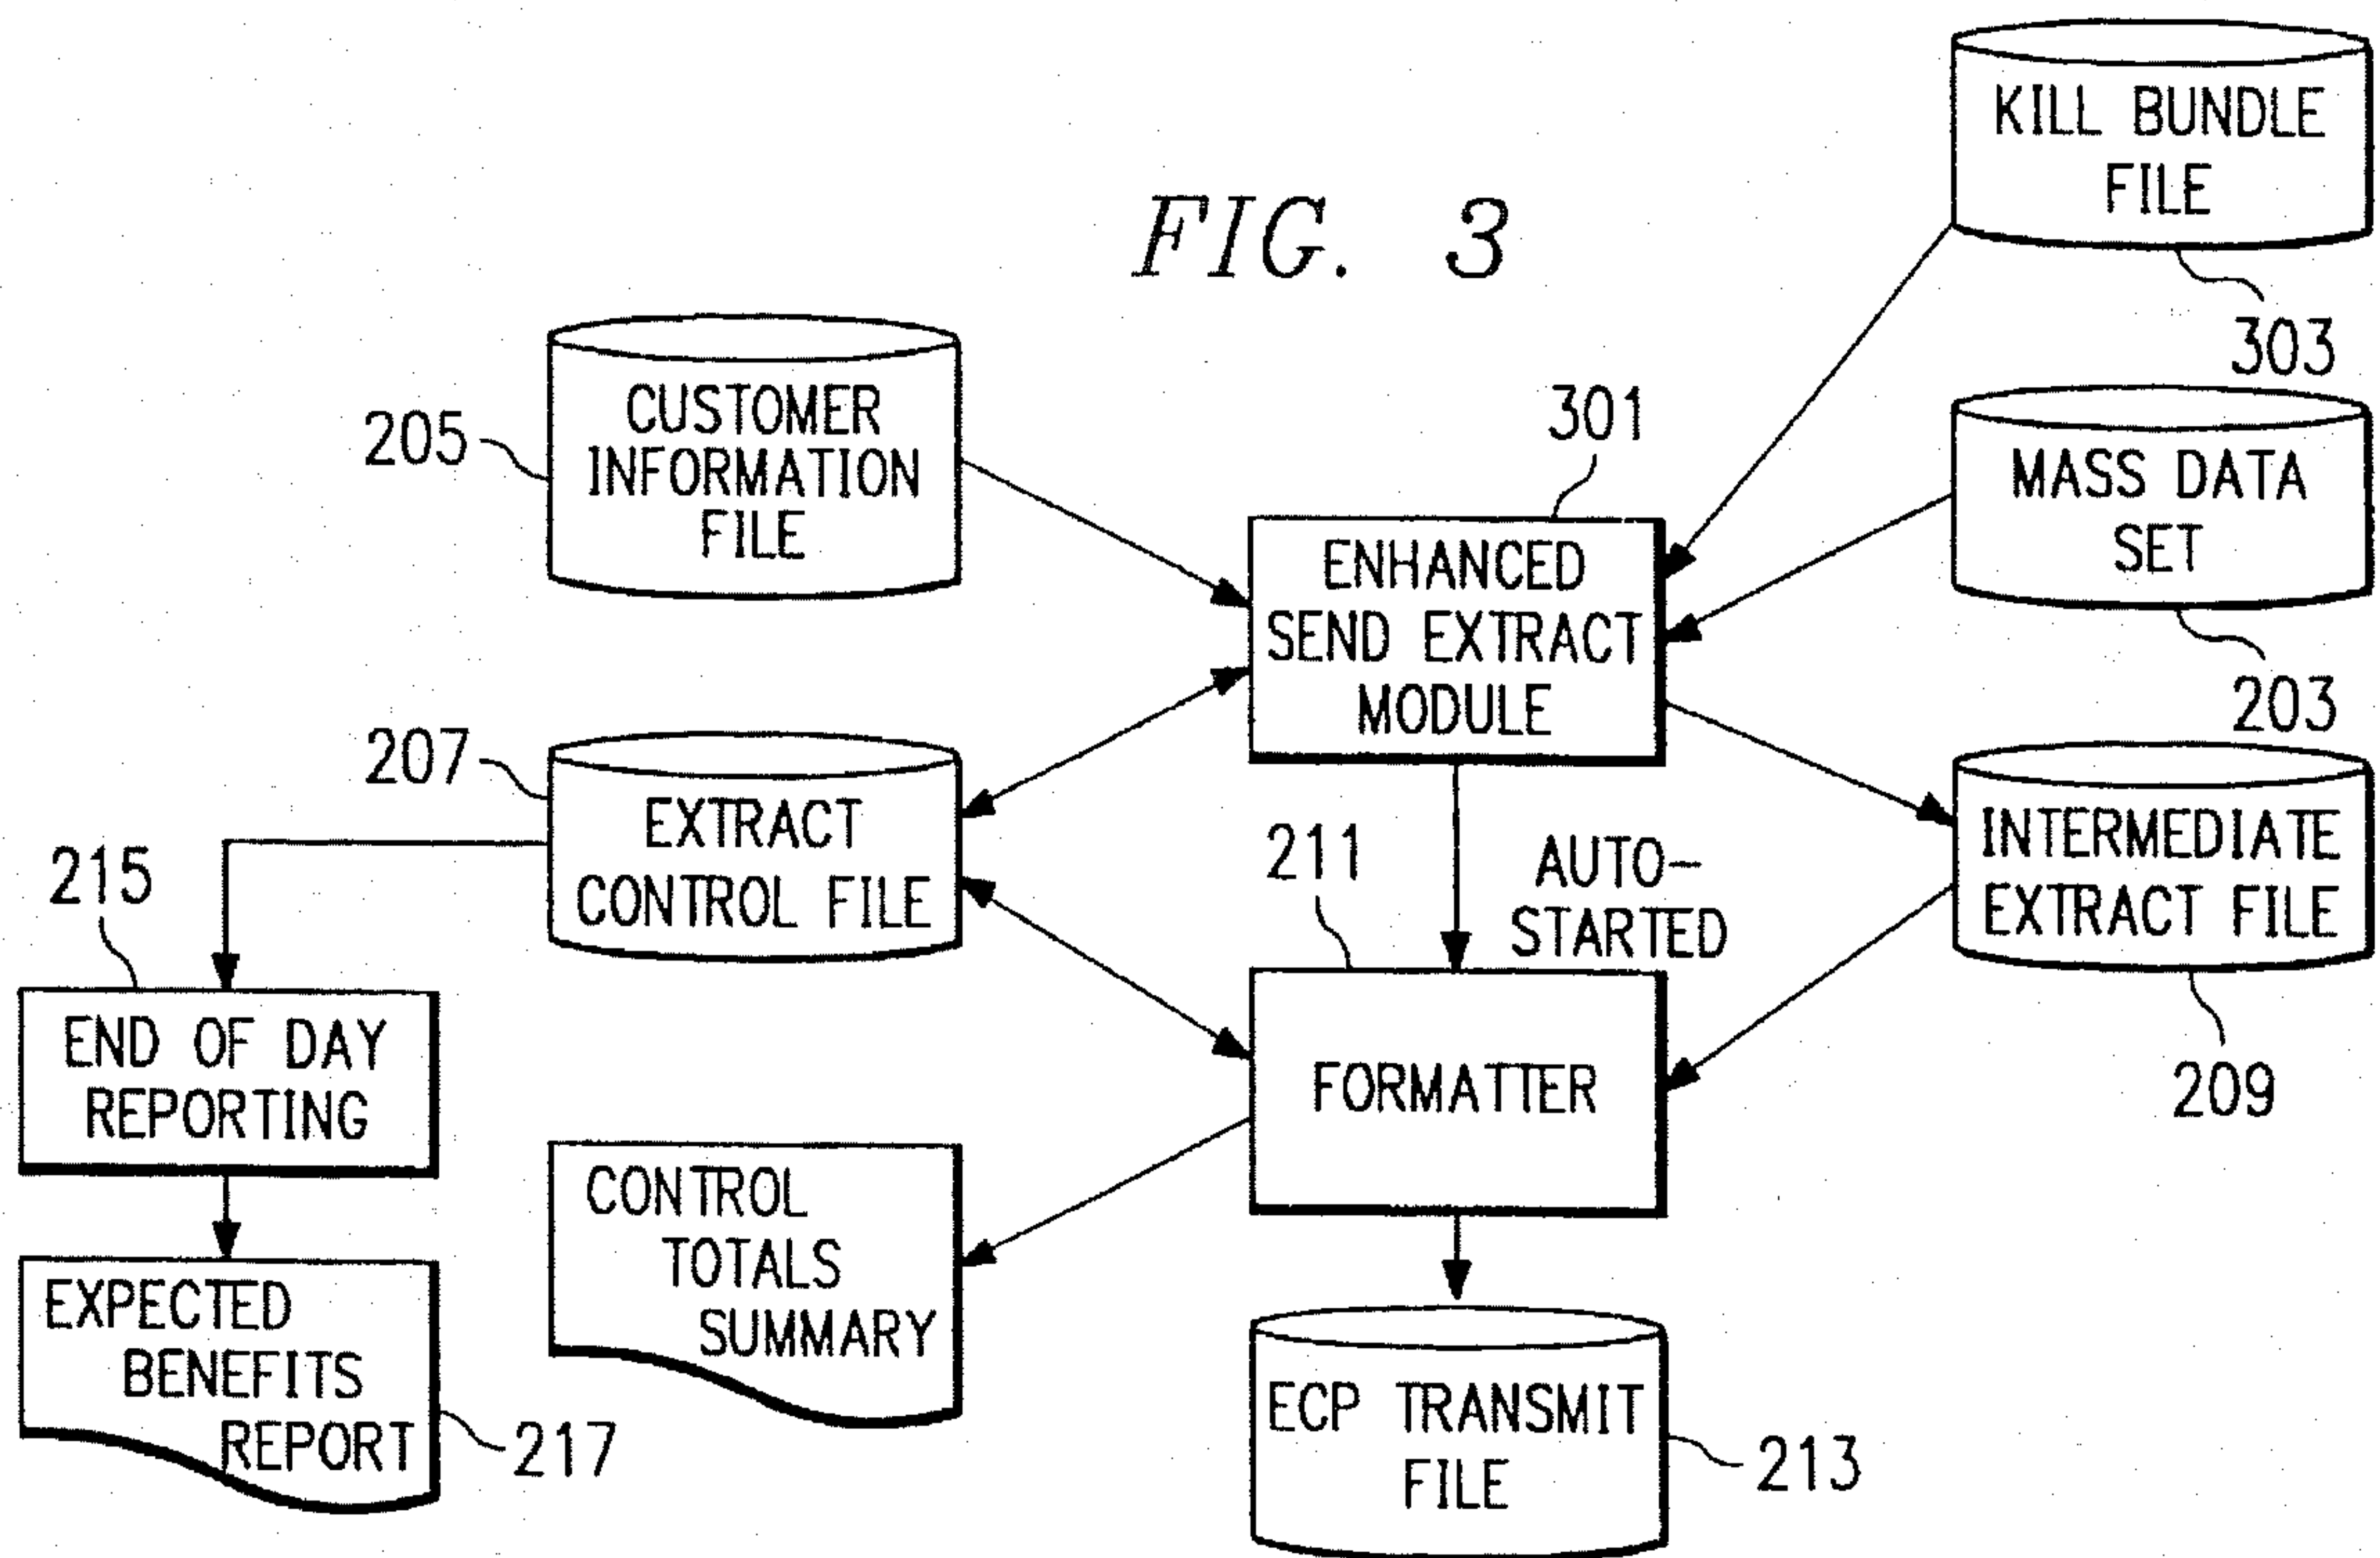 FIG. 3
KILL BUNDLE
FILE
303
205
CUSTOMER
INFORMATION
FILE
301
ENHANCED
SEND EXTRACT
MODULE
MASS DATA
SET
203
207
EXTRACT
CONTROL FILE
211
AUTO-
STARTED
INTERMEDIATE
EXTRACT FILE
209
215
END OF DAY
REPORTING
FORMATTER
CONTROL
TOTALS
SUMMARY
EXPECTED
BENEFITS
REPORT
217
ECP TRANSMIT
FILE
213